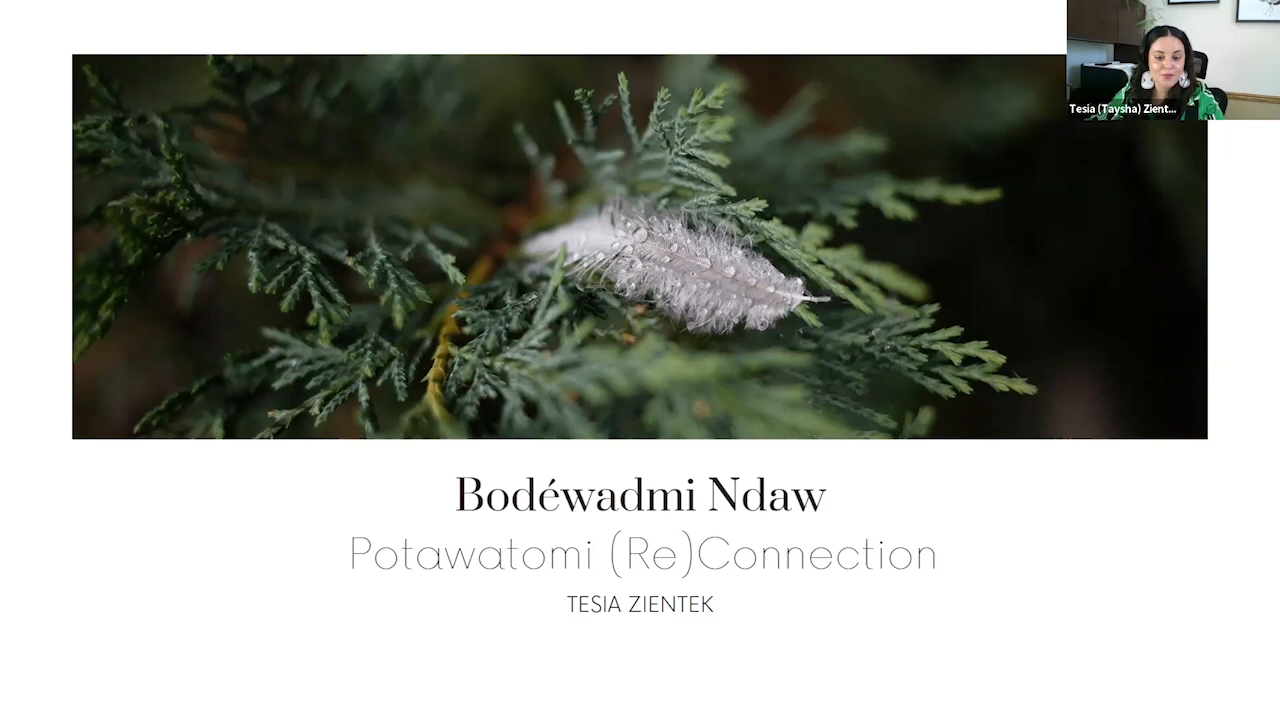 Tesia (Taysha) Zient...
Bodéwadmi Ndaw
Potawatomi (Re)Connection
TESIA ZIENTEK